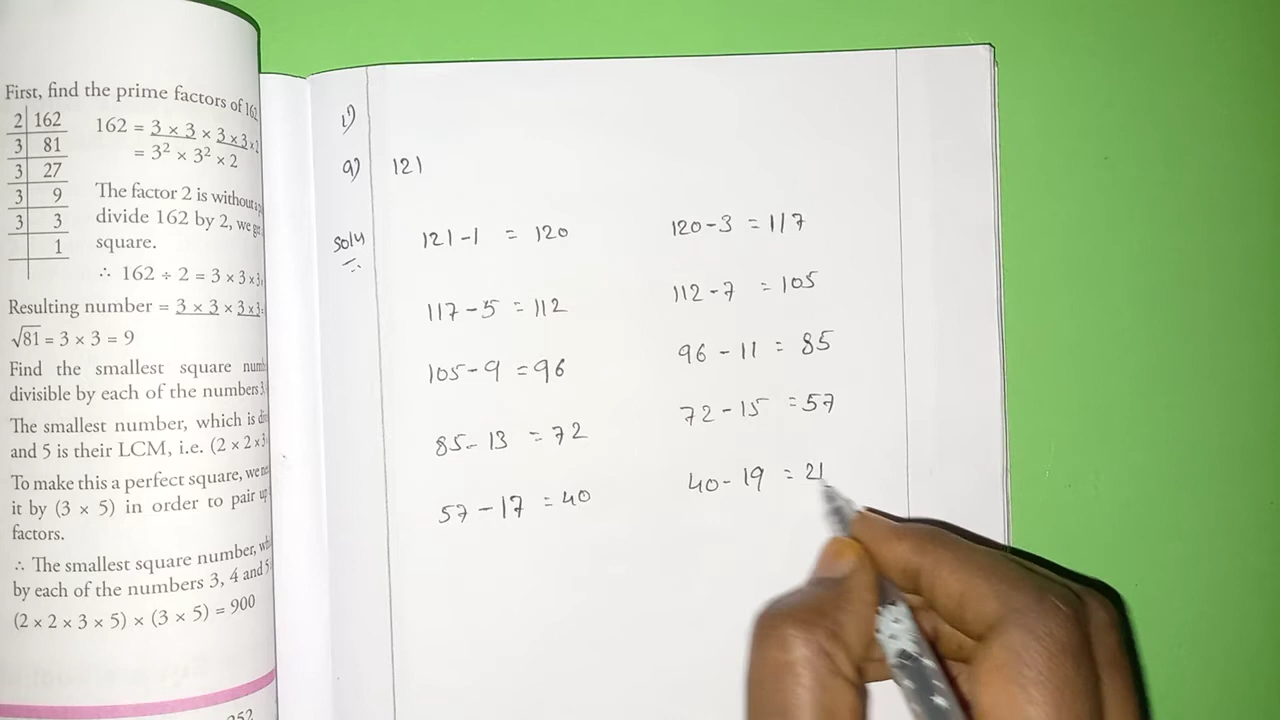 First, find the prime factors of 162
2 162
3 81
3 27
3 9
3 3
1
162 = 3 × 3 × 3 × 3 × 2
= 3² × 3² × 2
The factor 2 is without a
divide 162 by 2, we get
square.
∴ 162 ÷ 2 = 3 × 3 × 3
Resulting number = 3 × 3 × 3 × 3
√81 = 3 × 3 = 9
Find the smallest square
divisible by each of the numbers 3
The smallest number, which is
and 5 is their LCM, i.e. (2 × 2 × 3
To make this a perfect square, we
it by (3 × 5) in order to pair up
factors.
∴ The smallest square number,
by each of the numbers 3, 4 and 5
(2 × 2 × 3 × 5) × (3 × 5) = 900
252
1)
a) 121
Soln
121 - 1 = 120 120 - 3 = 117
117 - 5 = 112 112 - 7 = 105
105 - 9 = 96 96 - 11 = 85
85 - 13 = 72 72 - 15 = 57
57 - 17 = 40 40 - 19 = 21